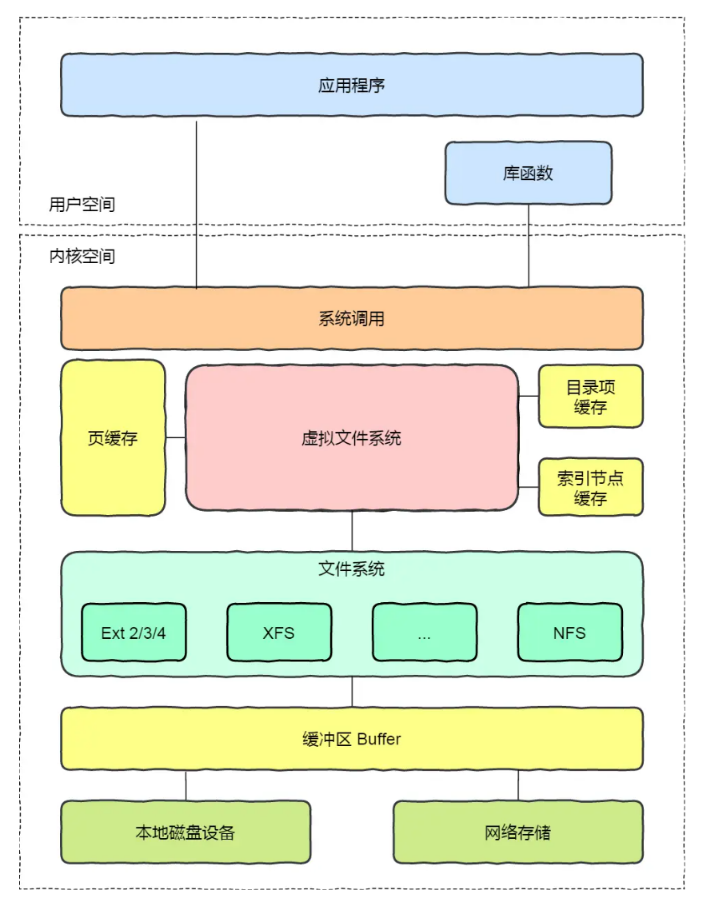 应用程序
库函数
用户空间
内核空间
系统调用
页缓存
虚拟文件系统
目录项
缓存
索引节点
缓存
文件系统
Ext 2/3/4
XFS
...
NFS
缓冲区 Buffer
本地磁盘设备
网络存储